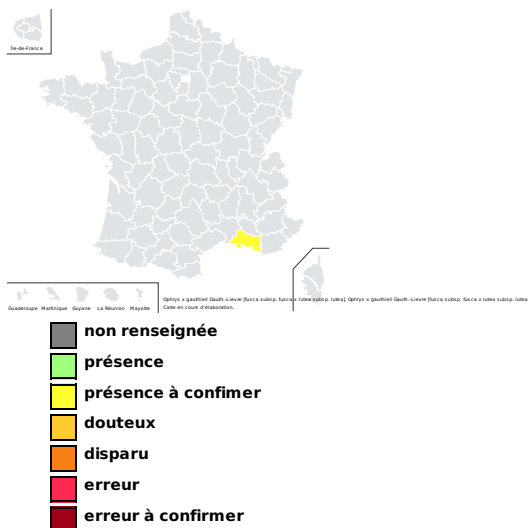 Île-de-France
Guadeloupe Martinique Guyane La Réunion Mayotte
Ophrys x gauthieri Gauth.-Lievre [fusca subsp. fusca x lutea subsp. lutea], Ophrys x gauthieri Gauth.-Lievre [fusca subsp. fusca x lutea subsp. lutea
Carte en cours d'élaboration.
non renseignée
présence
présence à confimer
douteux
disparu
erreur
erreur à confirmer